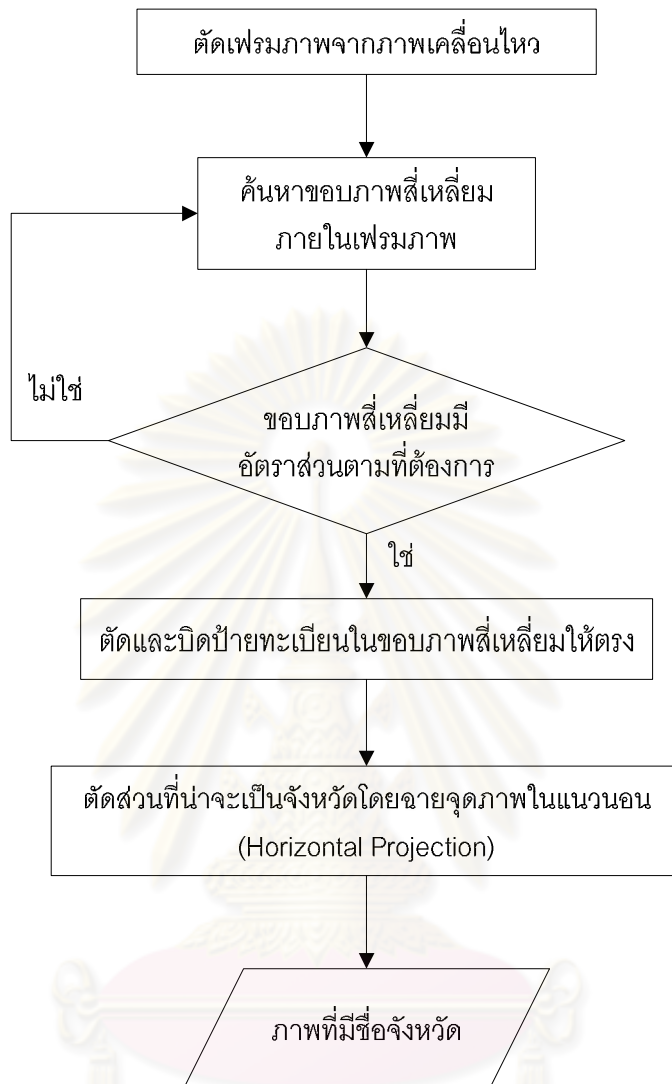 ตัดเฟรมภาพจากภาพเคลื่อนไหว
ค้นหาขอบภาพสี่เหลี่ยม
ภายในเฟรมภาพ
ไม่ใช่
ขอบภาพสี่เหลี่ยมมี
อัตราส่วนตามที่ต้องการ
ใช่
ตัดและบิดป้ายทะเบียนในขอบภาพสี่เหลี่ยมให้ตรง
ตัดส่วนที่น่าจะเป็นจังหวัดโดยฉายจุดภาพในแนวนอน
(Horizontal Projection)
ภาพที่มีชื่อจังหวัด